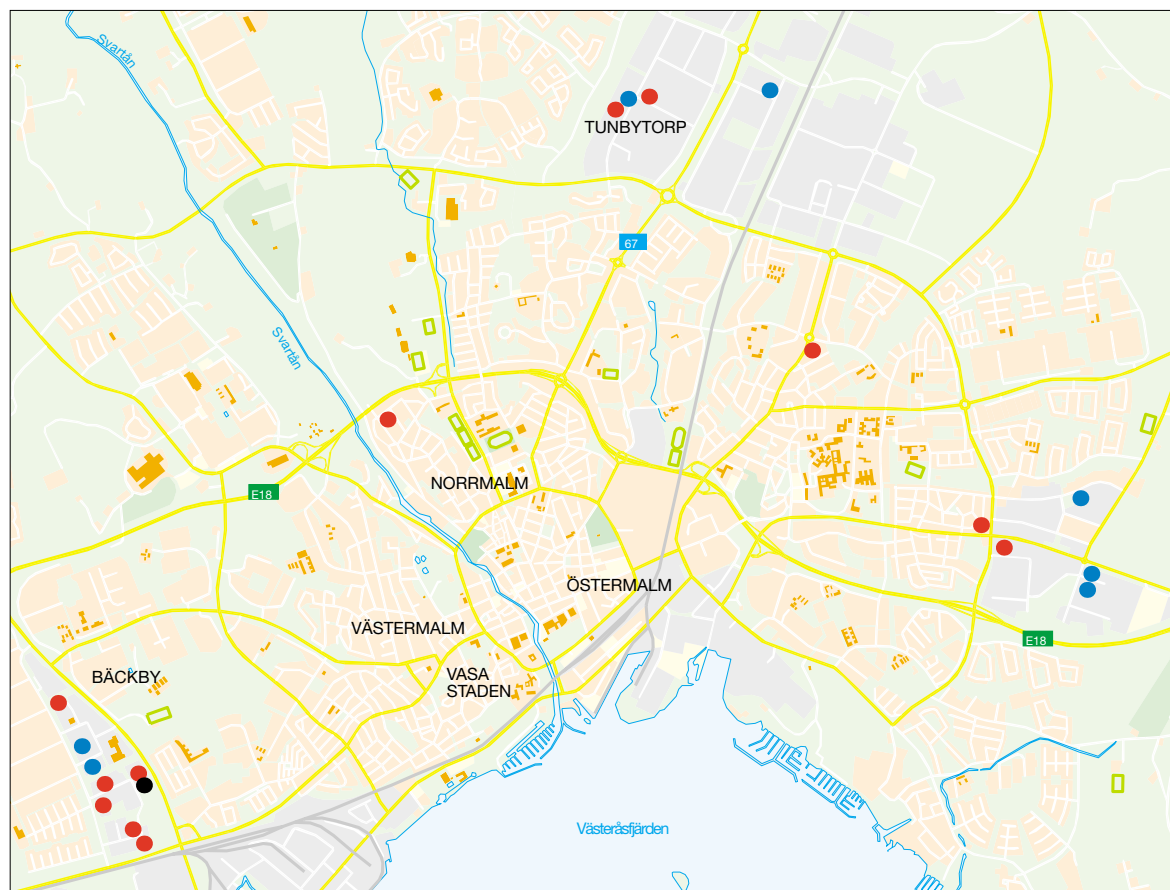 Svartån
TUNBYTORP
67
Svartån
NORRMALM
E18
ÖSTERMALM
VÄSTERMALM
E18
BÄCKBY
VASA
STADEN
Västeråsfjärden